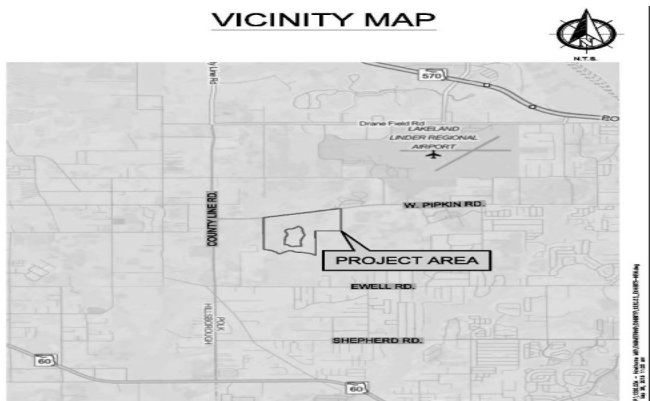 VICINITY MAP
N.T.S.
570
Drane Field Rd
LAKELAND
LINDER REGIONAL
AIRPORT
W. PIPKIN RD.
COUNTY LINE RD.
PROJECT AREA
EWELL RD.
POLK
HILLSBOROUGH
SHEPHERD RD.
60
60